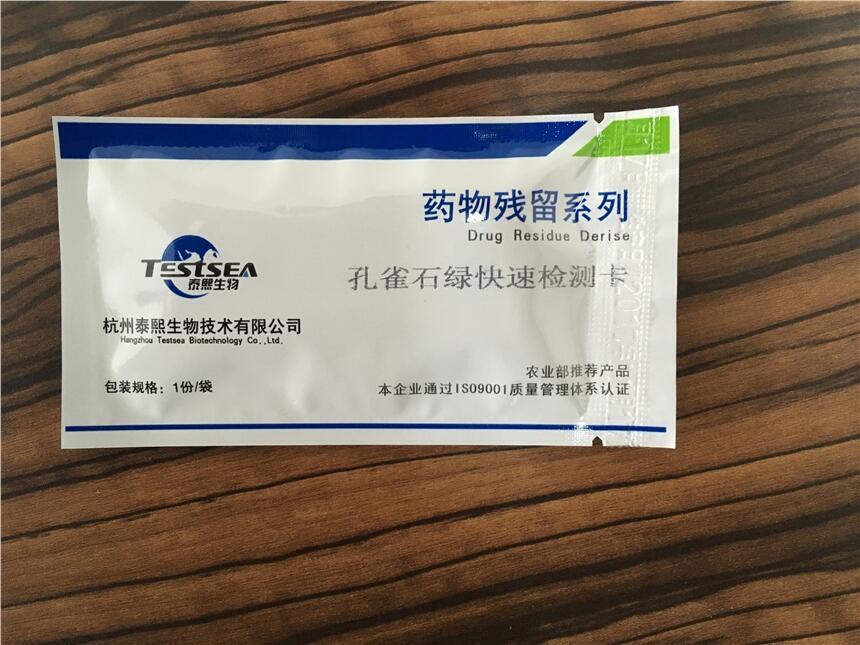 药物残留系列
Drug Residue Derise
TESTSEA
泰熙生物
孔雀石绿快速检测卡
杭州泰熙生物技术有限公司
Hangzhou Testsea Biotechnology Co.,Ltd.
农业部推荐产品
包装规格：1份/袋
本企业通过ISO9001质量管理体系认证